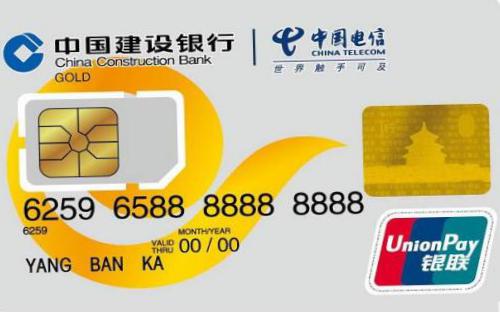 中国建设银行
China Construction Bank
GOLD
中国电信
CHINA TELECOM
世界触手可及
6259 6588 8888 8888
6259
MONTH/YEAR
VALID THRU 00/00
YANG BAN KA
UnionPay
银联